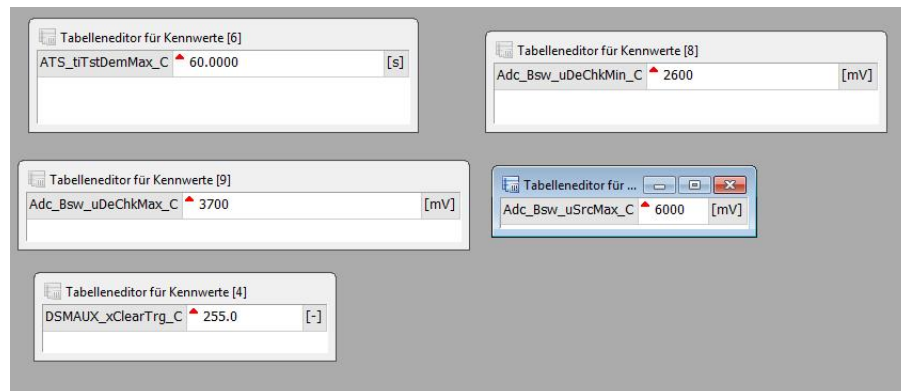 Tabelleneditor für Kennwerte [6]
ATS_tiTstDemMax_C 60.0000 [s]
Tabelleneditor für Kennwerte [8]
Adc_Bsw_uDeChkMin_C 2600 [mV]
Tabelleneditor für Kennwerte [9]
Adc_Bsw_uDeChkMax_C 3700 [mV]
Tabelleneditor für ...
Adc_Bsw_uSrcMax_C 6000 [mV]
Tabelleneditor für Kennwerte [4]
DSMAUX_xClearTrg_C 255.0 [-]